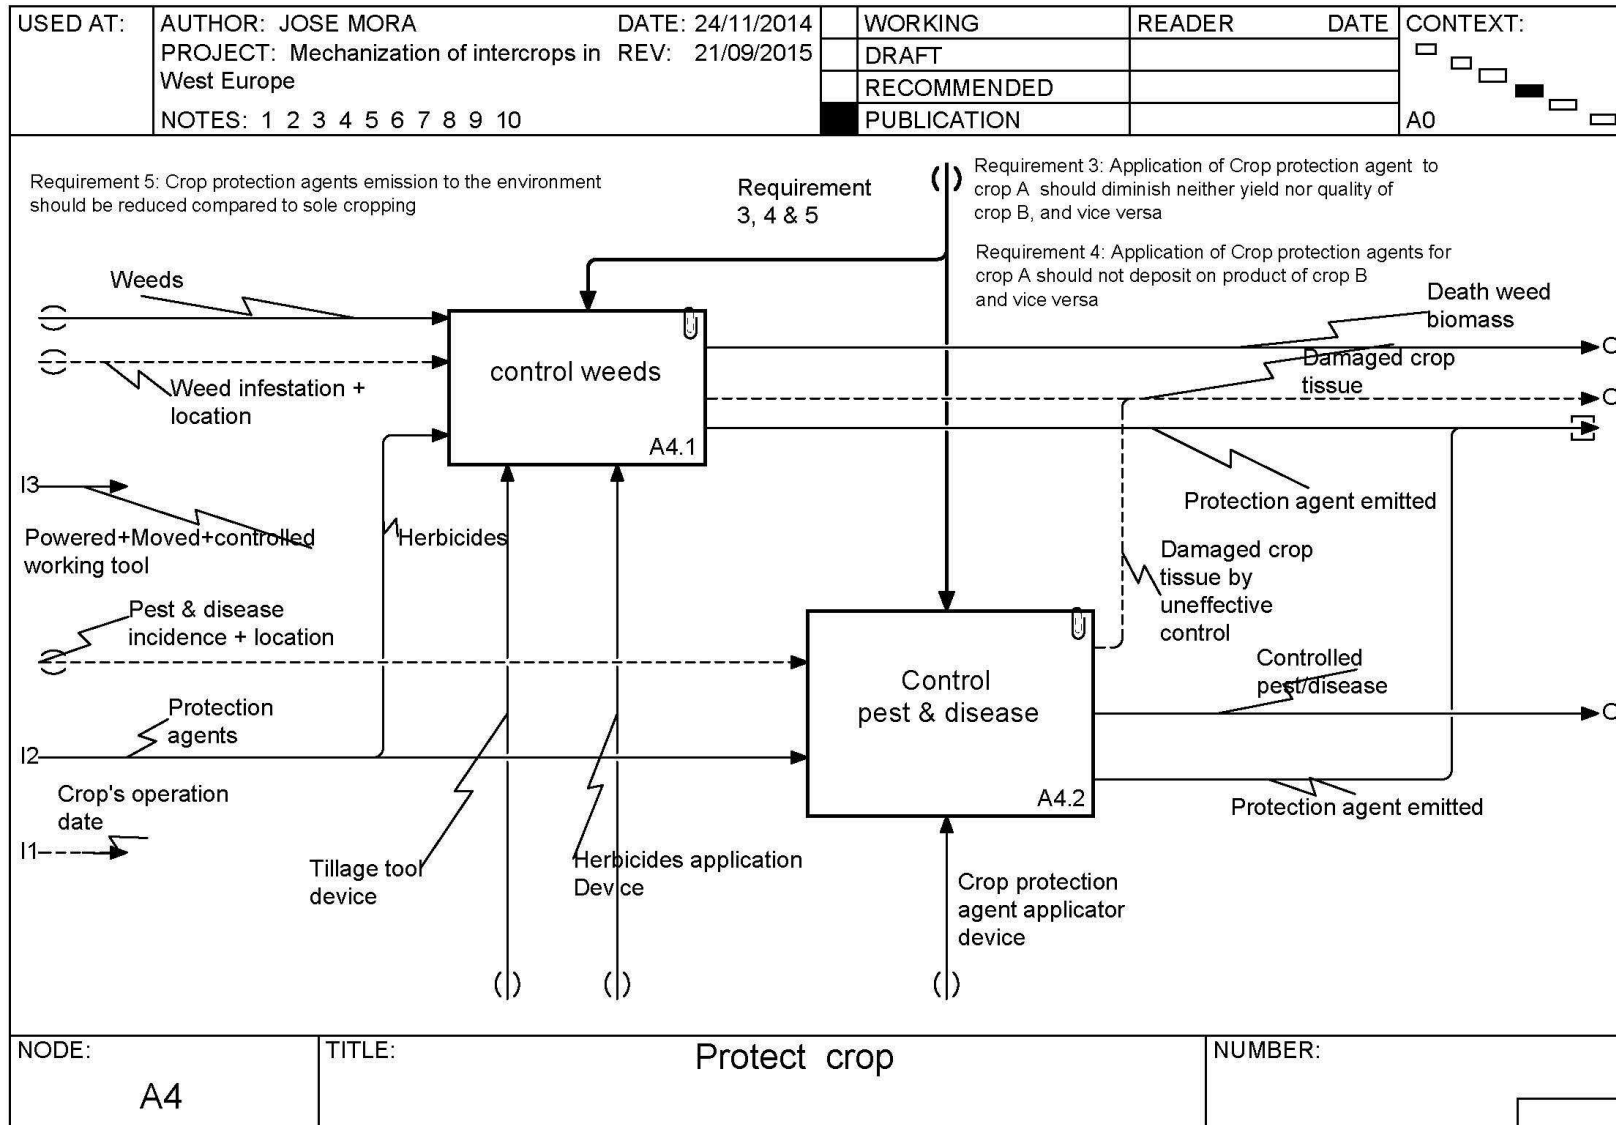 USED AT:
AUTHOR: JOSE MORA
DATE: 24/11/2014
PROJECT: Mechanization of intercrops in
West Europe
REV: 21/09/2015
NOTES: 1 2 3 4 5 6 7 8 9 10
WORKING
DRAFT
RECOMMENDED
PUBLICATION
READER DATE
CONTEXT:
A0
Requirement 5: Crop protection agents emission to the environment
should be reduced compared to sole cropping
Requirement
3, 4 & 5
Requirement 3: Application of Crop protection agent to
crop A should diminish neither yield nor quality of
crop B, and vice versa
Requirement 4: Application of Crop protection agents for
crop A should not deposit on product of crop B
and vice versa
Weeds
Weed infestation +
location
control weeds
A4.1
Death weed
biomass
Damaged crop
tissue
O
O
Protection agent emitted
I3
Powered+Moved+controlled
working tool
Herbicides
Pest & disease
incidence + location
Damaged crop
tissue by
uneffective
control
Control
pest & disease
A4.2
Controlled
pest/disease
O
Protection
agents
I2
Protection agent emitted
Crop's operation
date
I1
Tillage tool
device
Herbicides application
Device
Crop protection
agent applicator
device
NODE:
A4
TITLE:
Protect crop
NUMBER: